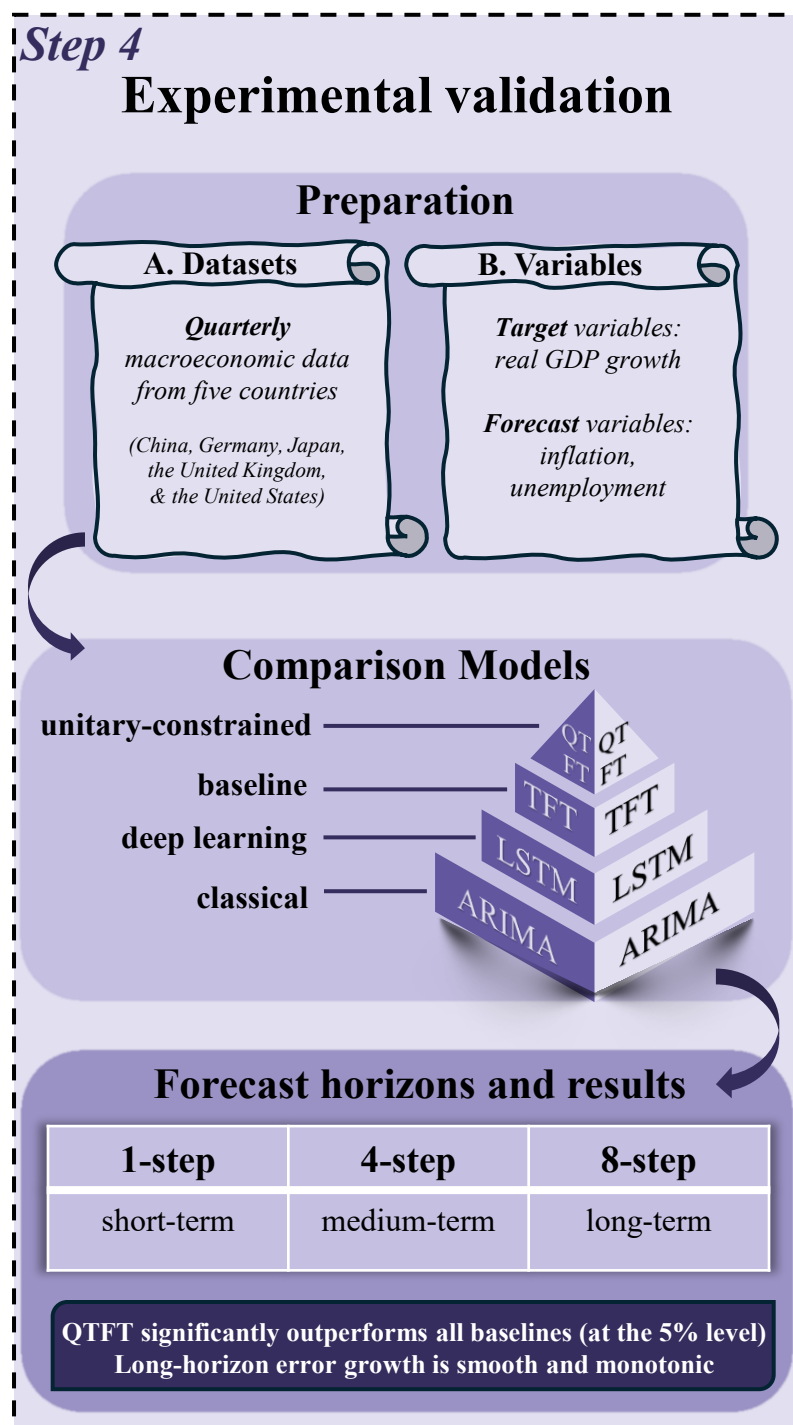 Step 4
Experimental validation
Preparation
A. Datasets
Quarterly
macroeconomic data
from five countries
(China, Germany, Japan,
the United Kingdom,
& the United States)
B. Variables
Target variables:
real GDP growth
Forecast variables:
inflation,
unemployment
Comparison Models
unitary-constrained
baseline
deep learning
classical
QT
FT
QT
FT
TFT
TFT
LSTM
LSTM
ARIMA
ARIMA
Forecast horizons and results
1-step 4-step 8-step
short-term medium-term long-term
QTFT significantly outperforms all baselines (at the 5% level)
Long-horizon error growth is smooth and monotonic